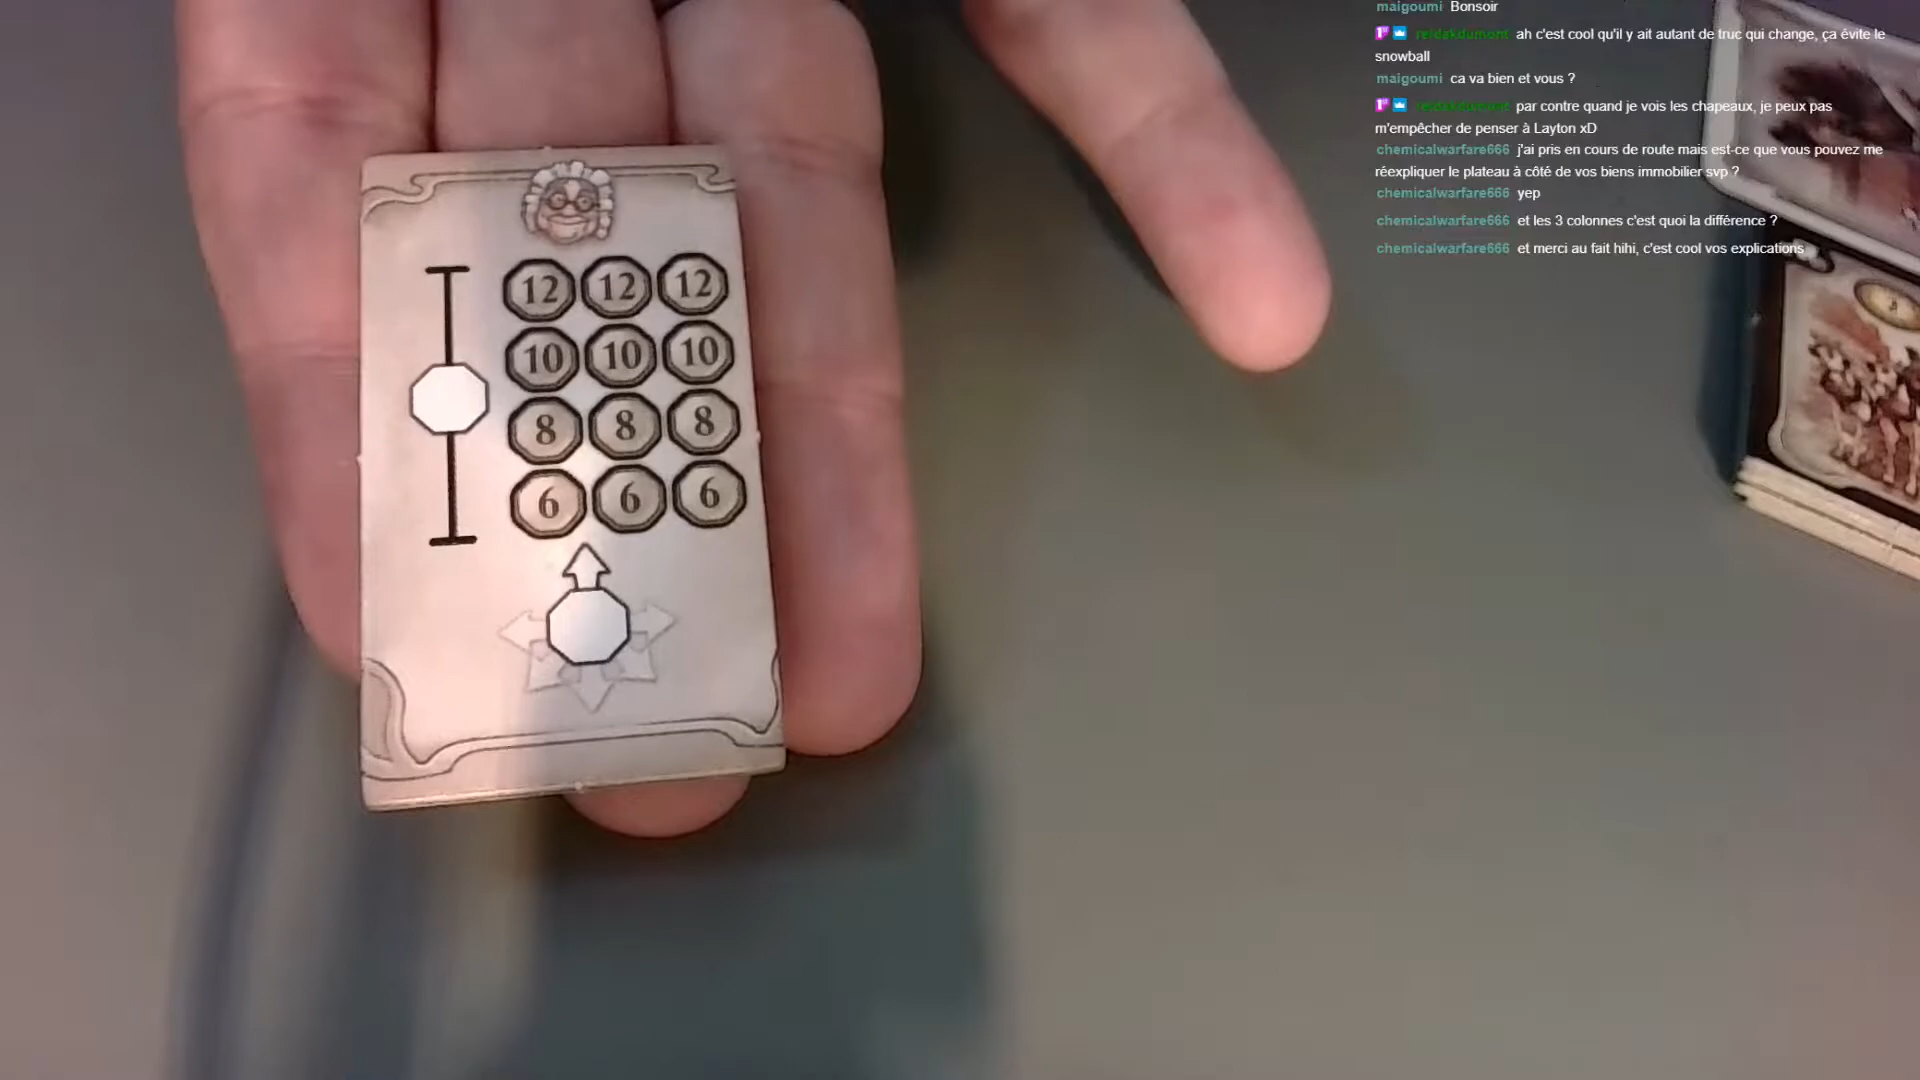 12 12 12
10 10 10
8 8 8
6 6 6
maigoumi Bonsoir
reidakdumont ah c'est cool qu'il y ait autant de truc qui change, ça évite le
snowball
maigoumi ca va bien et vous ?
reidakdumont par contre quand je vois les chapeaux, je peux pas
m'empêcher de penser à Layton xD
chemicalwarfare666 j'ai pris en cours de route mais est-ce que vous pouvez me
réexpliquer le plateau à côté de vos biens immobilier svp ?
chemicalwarfare666 yep
chemicalwarfare666 et les 3 colonnes c'est quoi la différence ?
chemicalwarfare666 et merci au fait hihi, c'est cool vos explications